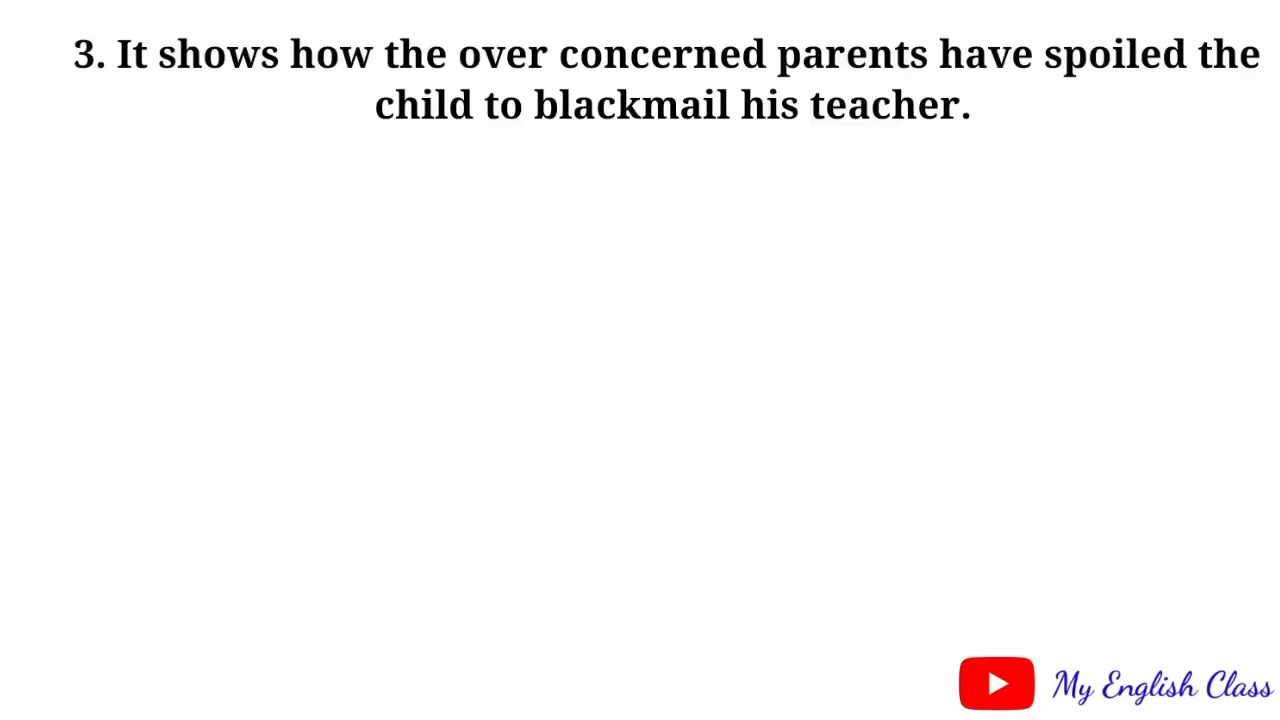 3. It shows how the over concerned parents have spoiled the
child to blackmail his teacher.
My English Class